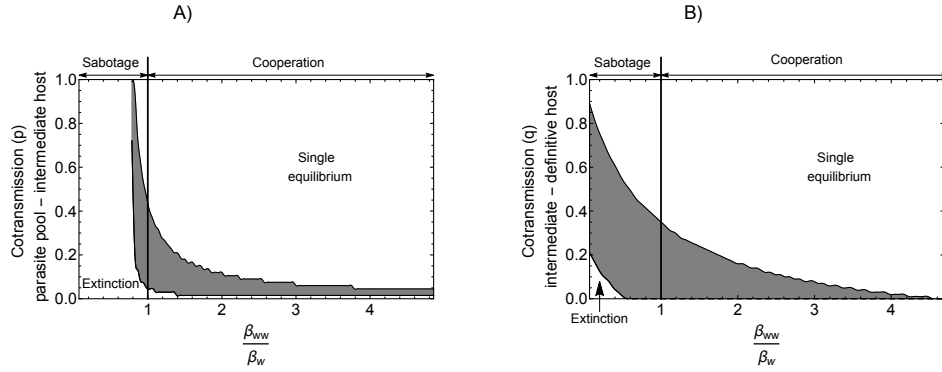 A)
Sabotage
Cooperation
Cotransmission (p)
parasite pool – intermediate host
1.0
0.8
0.6
0.4
0.2
0.0
Single
equilibrium
Extinction
1
2
3
4
βww
βw
B)
Sabotage
Cooperation
Cotransmission (q)
intermediate – definitive host
1.0
0.8
0.6
0.4
0.2
0.0
Single
equilibrium
Extinction
1
2
3
4
βww
βw